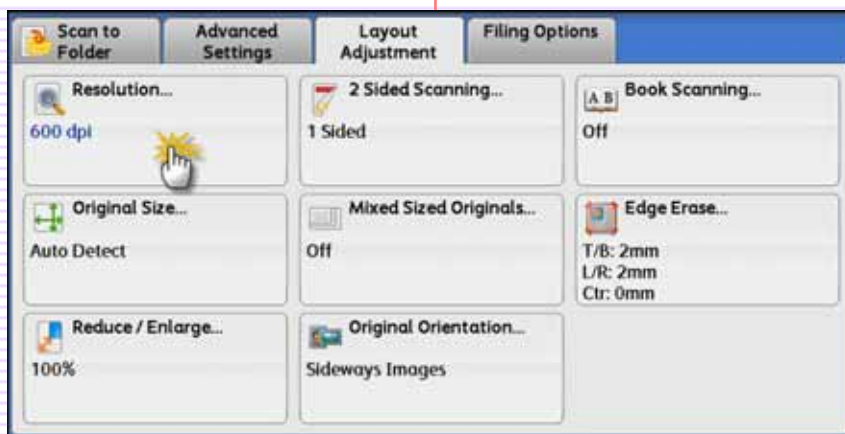 Scan to
Folder
Advanced
Settings
Layout
Adjustment
Filing Options
Resolution...
600 dpi
2 Sided Scanning...
1 Sided
Book Scanning...
A B
Off
Original Size...
Auto Detect
Mixed Sized Originals...
Off
Edge Erase...
T/B: 2mm
L/R: 2mm
Ctr: 0mm
Reduce / Enlarge...
100%
Original Orientation...
Sideways Images